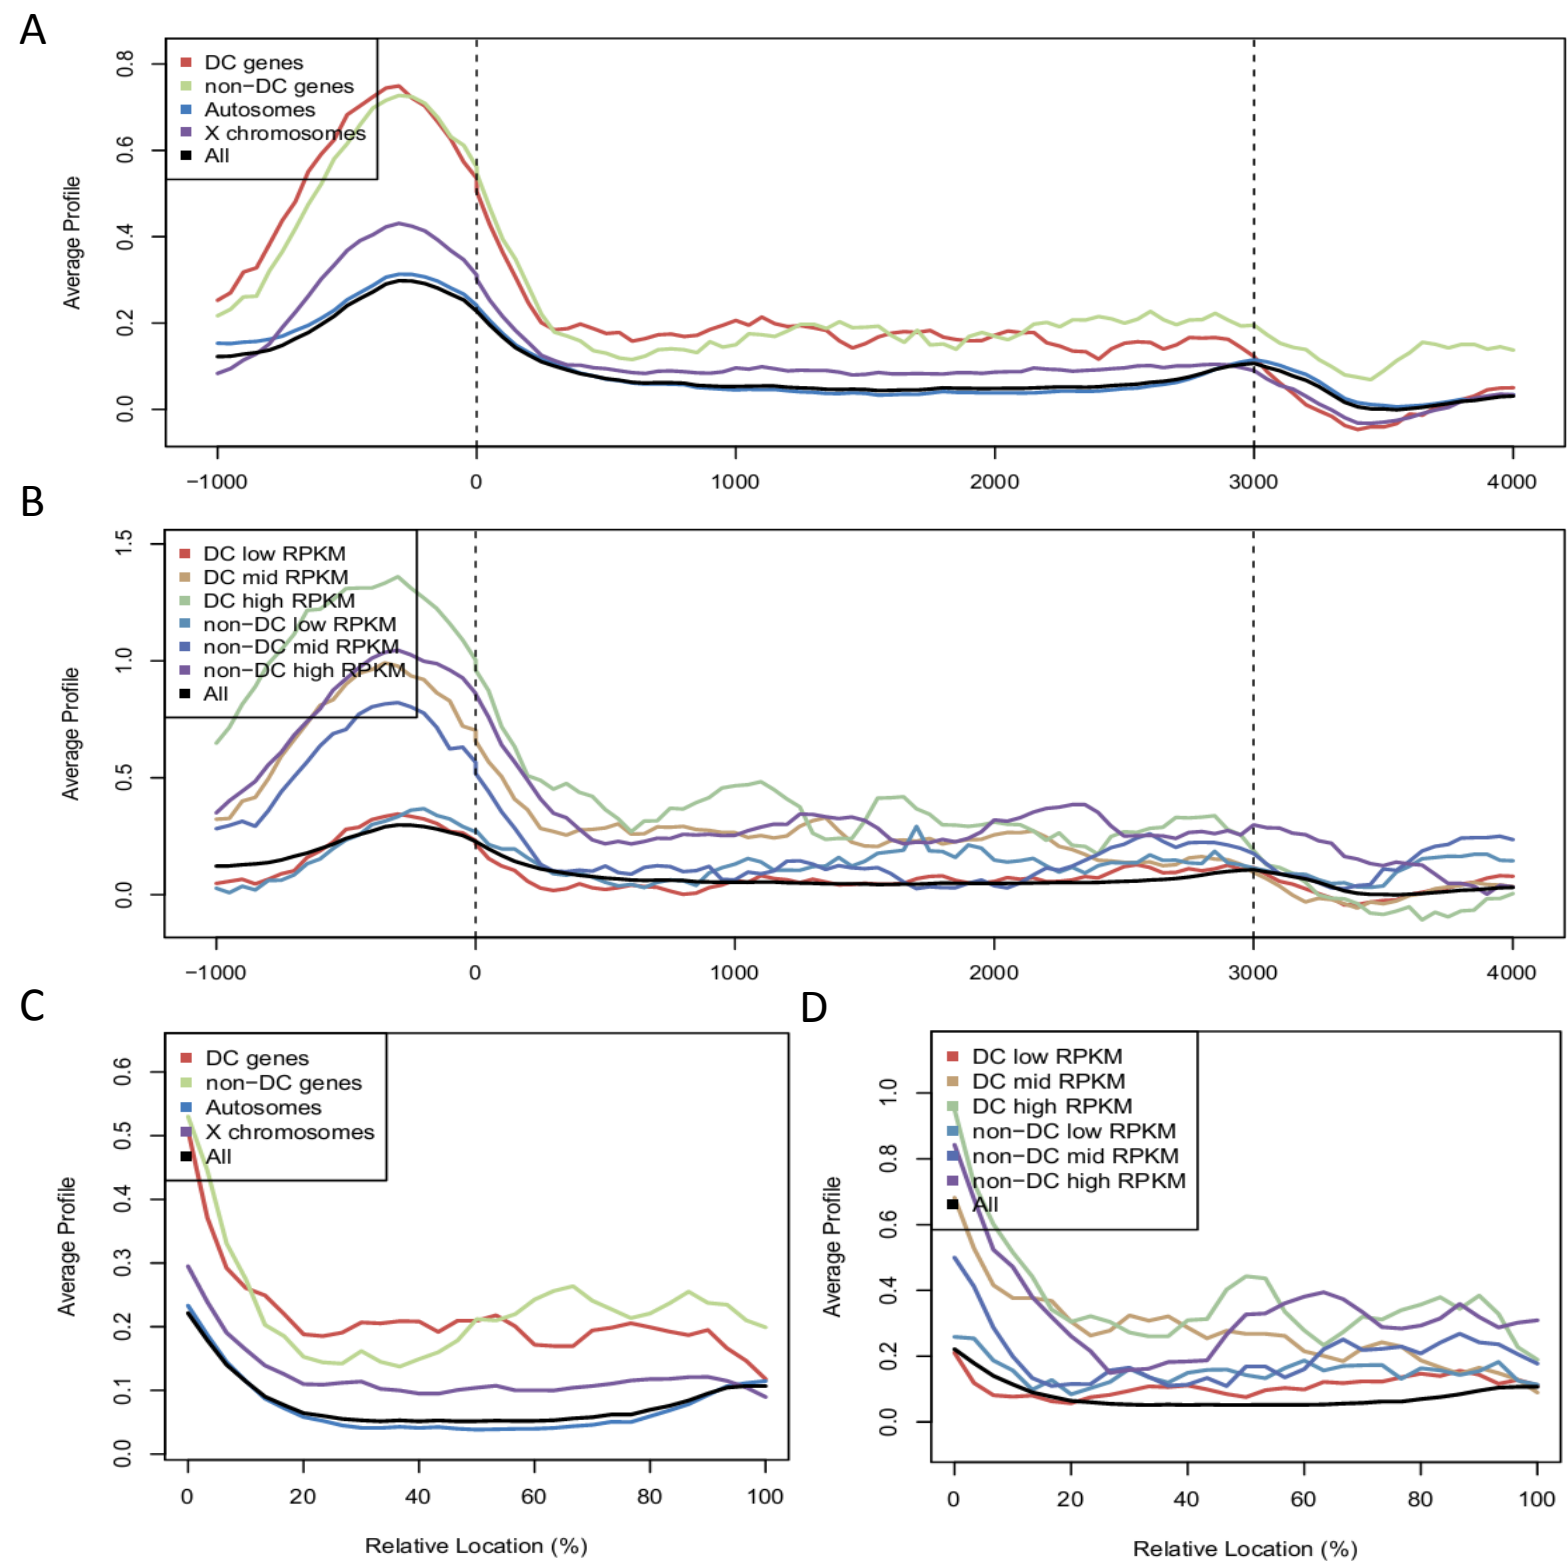 A
0.8
0.6
0.4
0.2
0.0
Average Profile
DC genes
non−DC genes
Autosomes
X chromosomes
All
−1000
0
1000
2000
3000
4000
B
1.5
1.0
0.5
0.0
Average Profile
DC low RPKM
DC mid RPKM
DC high RPKM
non−DC low RPKM
non−DC mid RPKM
non−DC high RPKM
All
−1000
0
1000
2000
3000
4000
C
0.6
0.5
0.4
0.3
0.2
0.1
0.0
Average Profile
DC genes
non−DC genes
Autosomes
X chromosomes
All
0
20
40
60
80
100
Relative Location (%)
D
1.0
0.8
0.6
0.4
0.2
0.0
Average Profile
DC low RPKM
DC mid RPKM
DC high RPKM
non−DC low RPKM
non−DC mid RPKM
non−DC high RPKM
All
0
20
40
60
80
100
Relative Location (%)